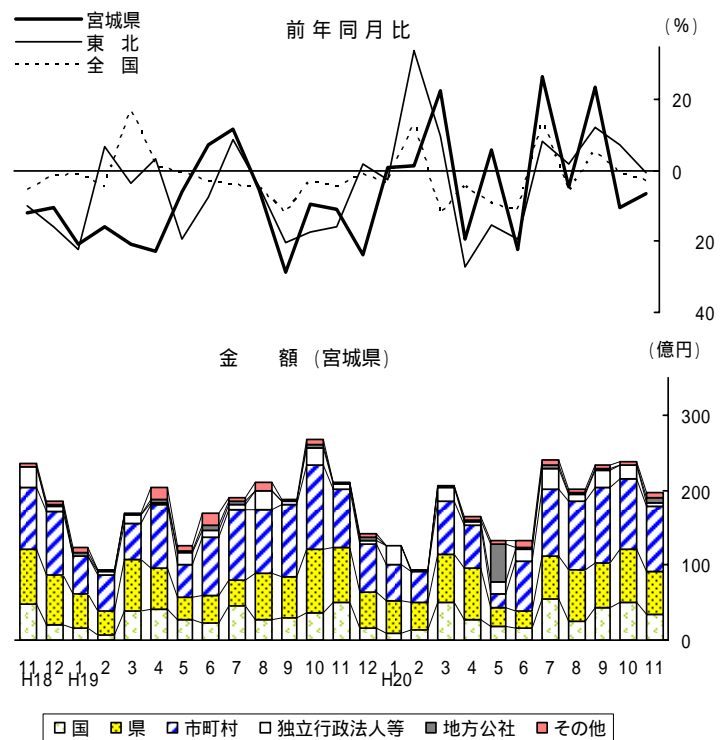 宮城県
東 北
全 国
前年同月比
(%)
20
0
20
40
金 額 (宮城県)
(億円)
300
200
100
0
11 12 1 2 3 4 5 6 7 8 9 10 11 12 1 2 3 4 5 6 7 8 9 10 11
H18 H19 H20
国 県 市町村 独立行政法人等 地方公社 その他